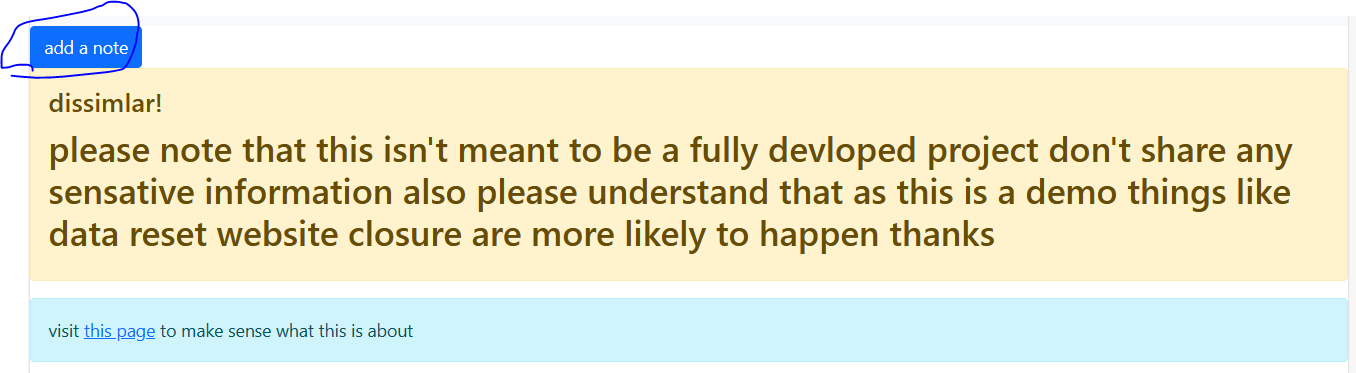 add a note
dissimlar!
please note that this isn't meant to be a fully devloped project don't share any
sensative information also please understand that as this is a demo things like
data reset website closure are more likely to happen thanks
visit this page to make sense what this is about